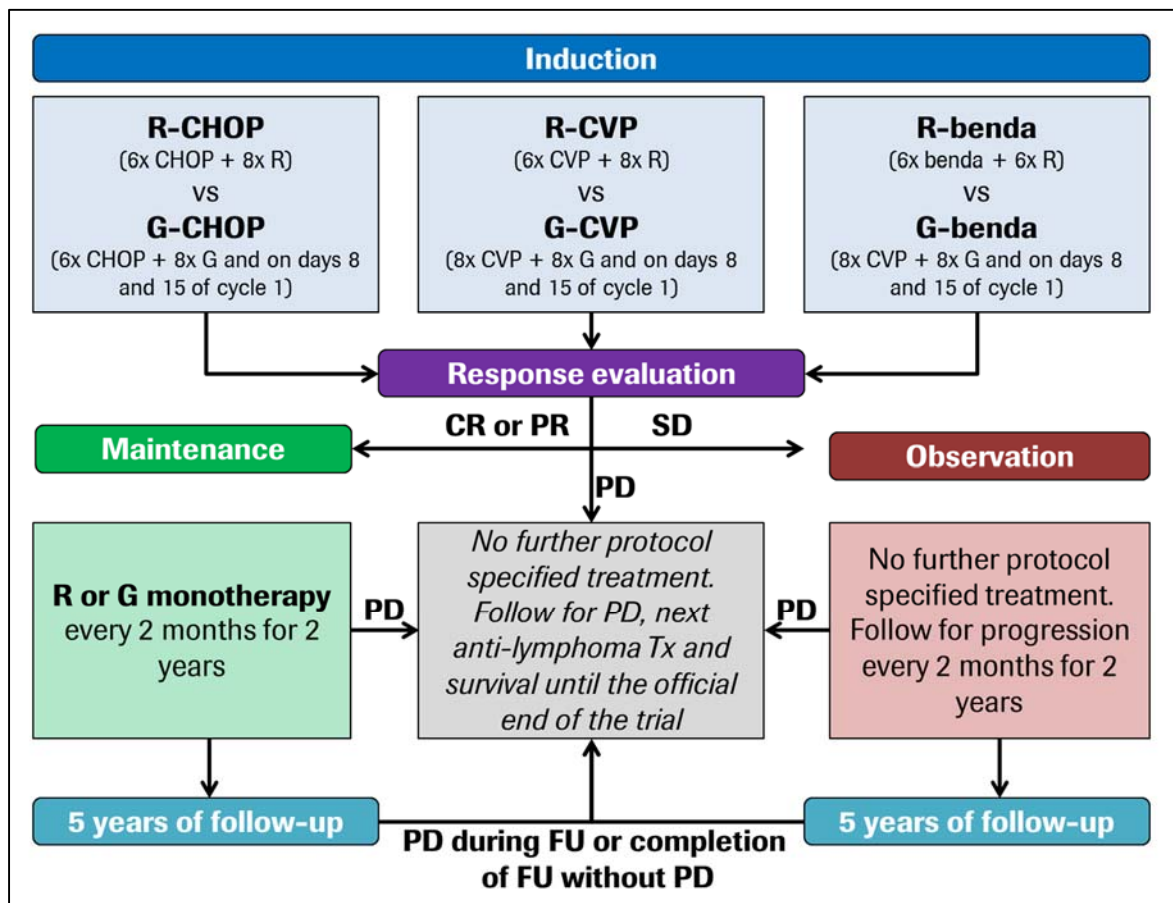 Induction
R-CHOP
(6x CHOP + 8x R)
vs
G-CHOP
(6x CHOP + 8x G and on days 8
and 15 of cycle 1)
R-CVP
(6x CVP + 8x R)
vs
G-CVP
(8x CVP + 8x G and on days 8
and 15 of cycle 1)
R-benda
(6x benda + 6x R)
vs
G-benda
(8x CVP + 8x G and on days 8
and 15 of cycle 1)
Response evaluation
CR or PR
SD
Maintenance
Observation
PD
R or G monotherapy
every 2 months for 2
years
PD
No further protocol
specified treatment.
Follow for PD, next
anti-lymphoma Tx and
survival until the official
end of the trial
PD
No further protocol
specified treatment.
Follow for progression
every 2 months for 2
years
5 years of follow-up
PD during FU or completion
of FU without PD
5 years of follow-up